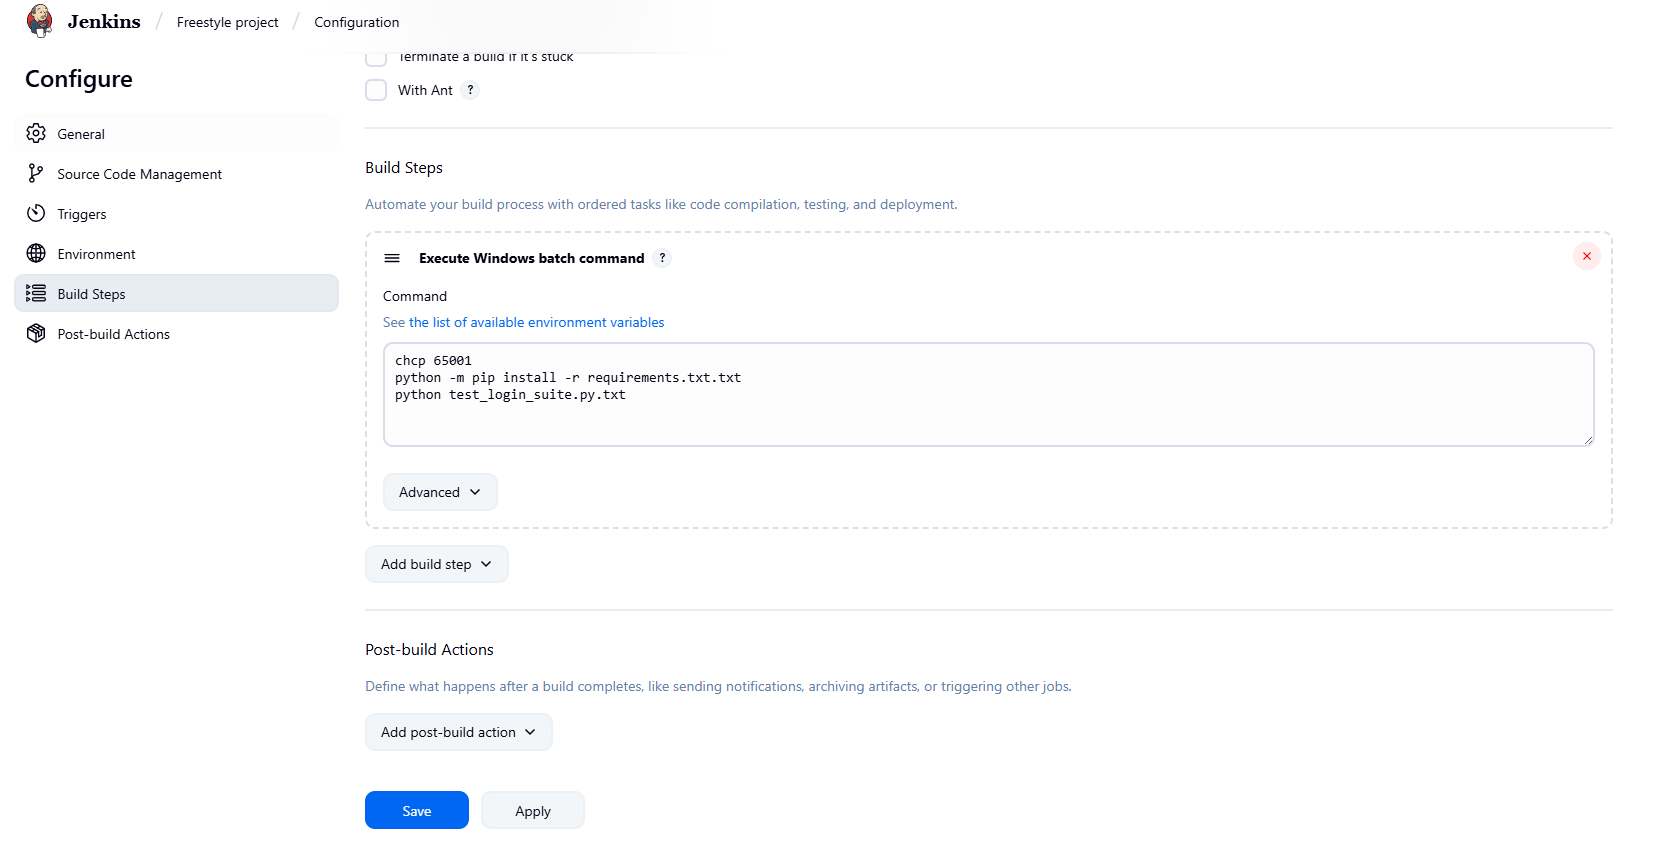 Jenkins / Freestyle project / Configuration
Configure
General
Source Code Management
Triggers
Environment
Build Steps
Post-build Actions
Terminate a build if it's stuck
With Ant ?
Build Steps
Automate your build process with ordered tasks like code compilation, testing, and deployment.
Execute Windows batch command ?
Command
See the list of available environment variables
chcp 65001
python -m pip install -r requirements.txt.txt
python test_login_suite.py.txt
Advanced
Add build step
Post-build Actions
Define what happens after a build completes, like sending notifications, archiving artifacts, or triggering other jobs.
Add post-build action
Save
Apply